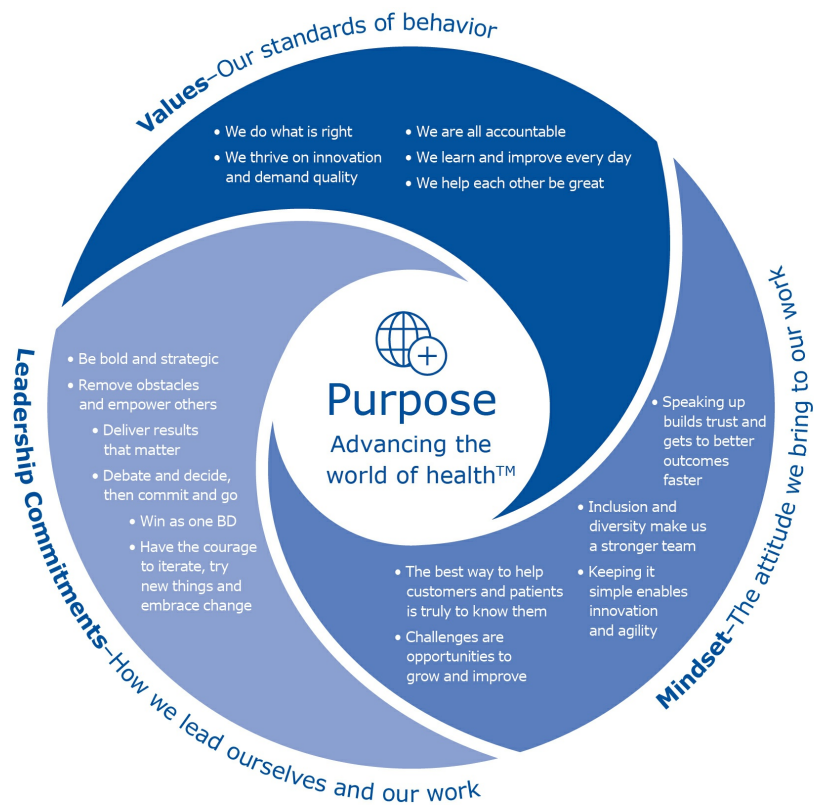 Values–Our standards of behavior
• We do what is right
• We thrive on innovation
and demand quality
• We are all accountable
• We learn and improve every day
• We help each other be great
Purpose
Advancing the
world of health™
Leadership Commitments–How we lead ourselves and our work
• Be bold and strategic
• Remove obstacles
and empower others
• Deliver results
that matter
• Debate and decide,
then commit and go
• Win as one BD
• Have the courage
to iterate, try
new things and
embrace change
Mindset–The attitude we bring to our work
• Speaking up
builds trust and
gets to better
outcomes
faster
• Inclusion and
diversity make us
a stronger team
• Keeping it
simple enables
innovation
and agility
• The best way to help
customers and patients
is truly to know them
• Challenges are
opportunities to
grow and improve